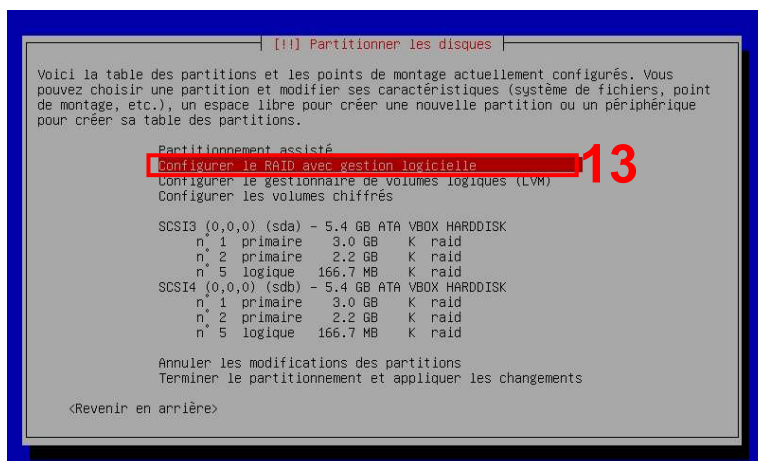 [!!] Partitionner les disques
Voici la table des partitions et les points de montage actuellement configurés. Vous
pouvez choisir une partition et modifier ses caractéristiques (système de fichiers, point
de montage, etc.), un espace libre pour créer une nouvelle partition ou un périphérique
pour créer sa table des partitions.
Partitionnement assisté
Configurer le RAID avec gestion logicielle 13
Configurer le gestionnaire de volumes logiques (LVM)
Configurer les volumes chiffrés
SCSI3 (0,0,0) (sda) - 5.4 GB ATA VBOX HARDDISK
n° 1 primaire 3.0 GB K raid
n° 2 primaire 2.2 GB K raid
n° 5 logique 166.7 MB K raid
SCSI4 (0,0,0) (sdb) - 5.4 GB ATA VBOX HARDDISK
n° 1 primaire 3.0 GB K raid
n° 2 primaire 2.2 GB K raid
n° 5 logique 166.7 MB K raid
Annuler les modifications des partitions
Terminer le partitionnement et appliquer les changements
<Revenir en arrière>